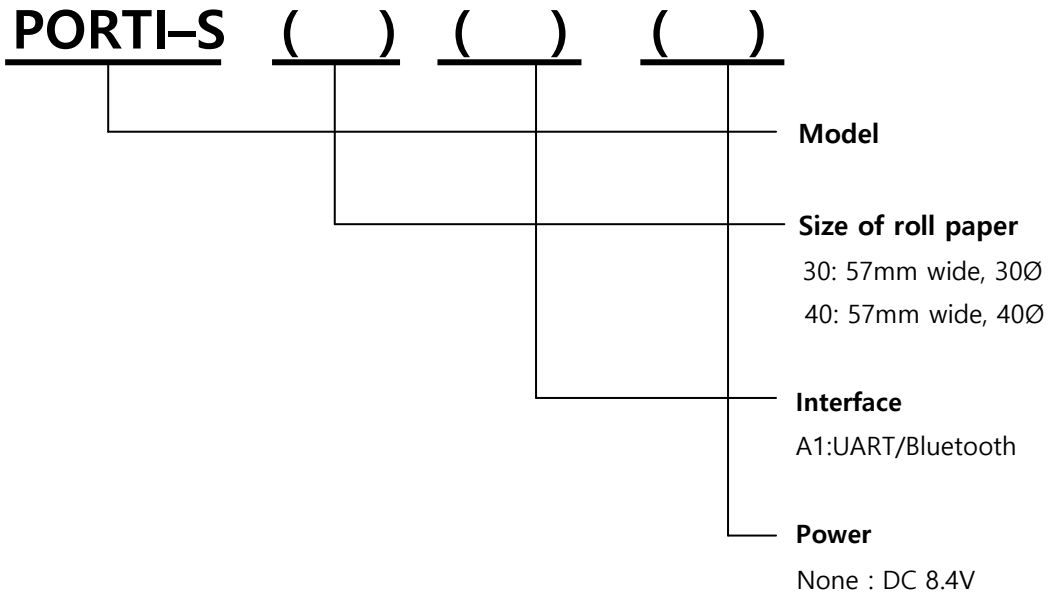 PORTI–S ( ) ( ) ( )
Model
Size of roll paper
30: 57mm wide, 30Ø
40: 57mm wide, 40Ø
Interface
A1:UART/Bluetooth
Power
None : DC 8.4V